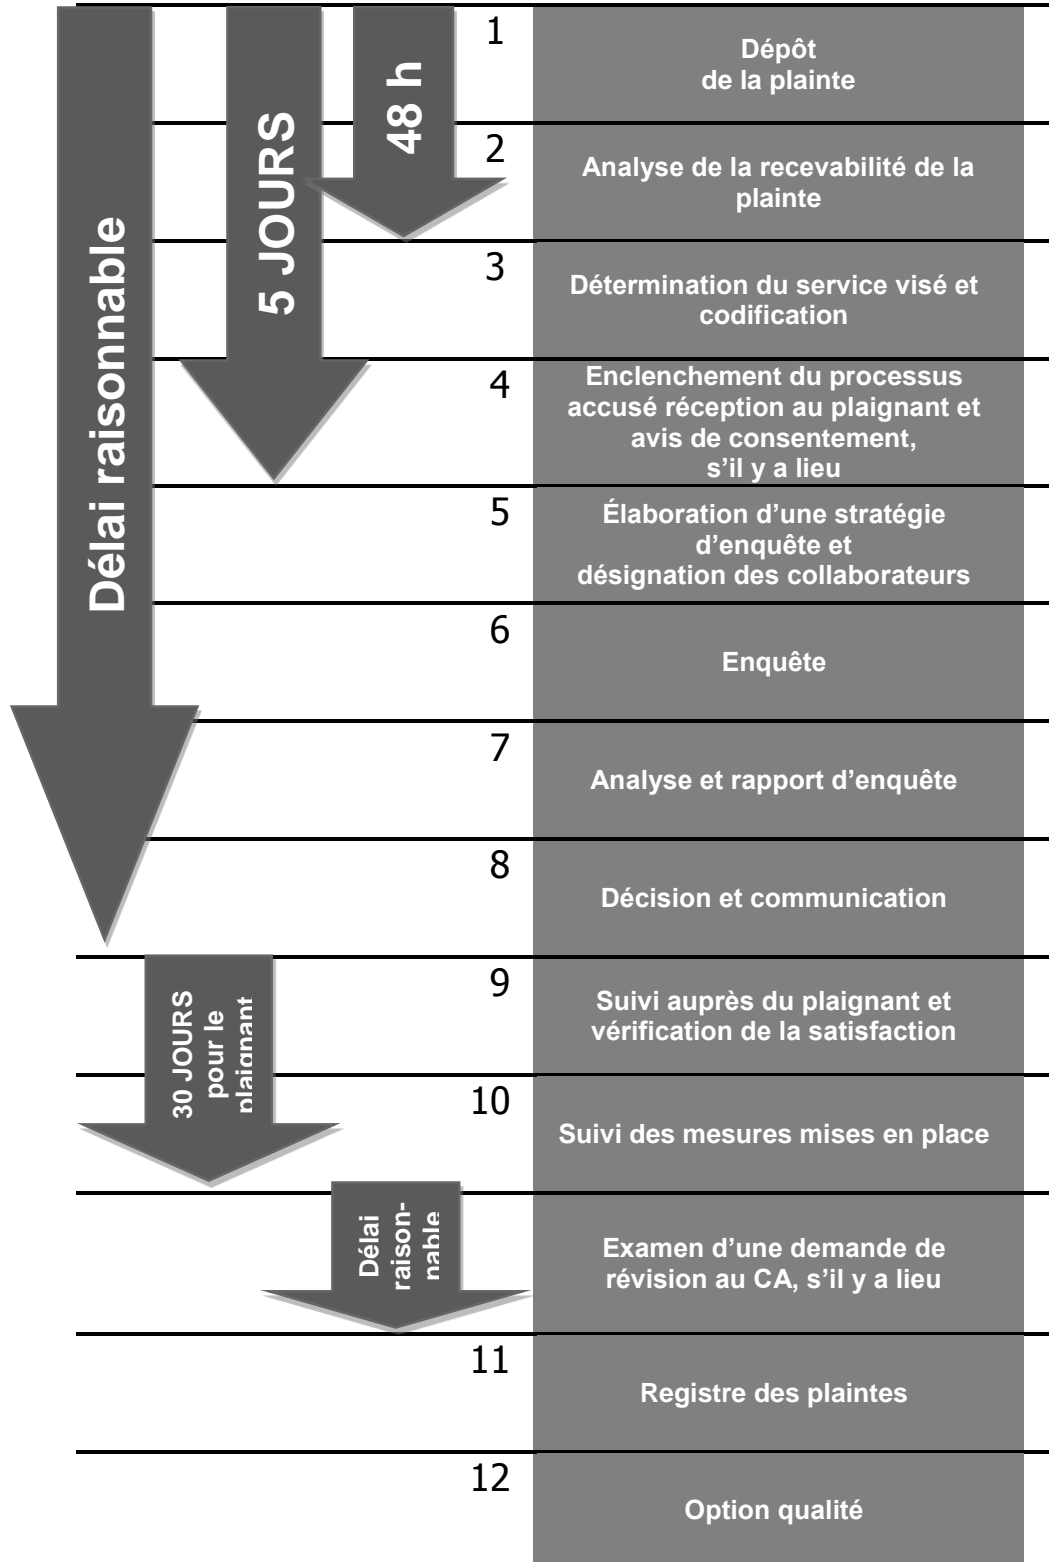 Délai raisonnable
5 JOURS
48 h
1
Dépôt
de la plainte
2
Analyse de la recevabilité de la
plainte
3
Détermination du service visé et
codification
4
Enclenchement du processus
accusé réception au plaignant et
avis de consentement,
s’il y a lieu
5
Élaboration d’une stratégie
d’enquête et
désignation des collaborateurs
6
Enquête
7
Analyse et rapport d’enquête
8
Décision et communication
30 JOURS
pour le
plaignant
9
Suivi auprès du plaignant et
vérification de la satisfaction
10
Suivi des mesures mises en place
Délai
raison-
nable
Examen d’une demande de
révision au CA, s’il y a lieu
11
Registre des plaintes
12
Option qualité